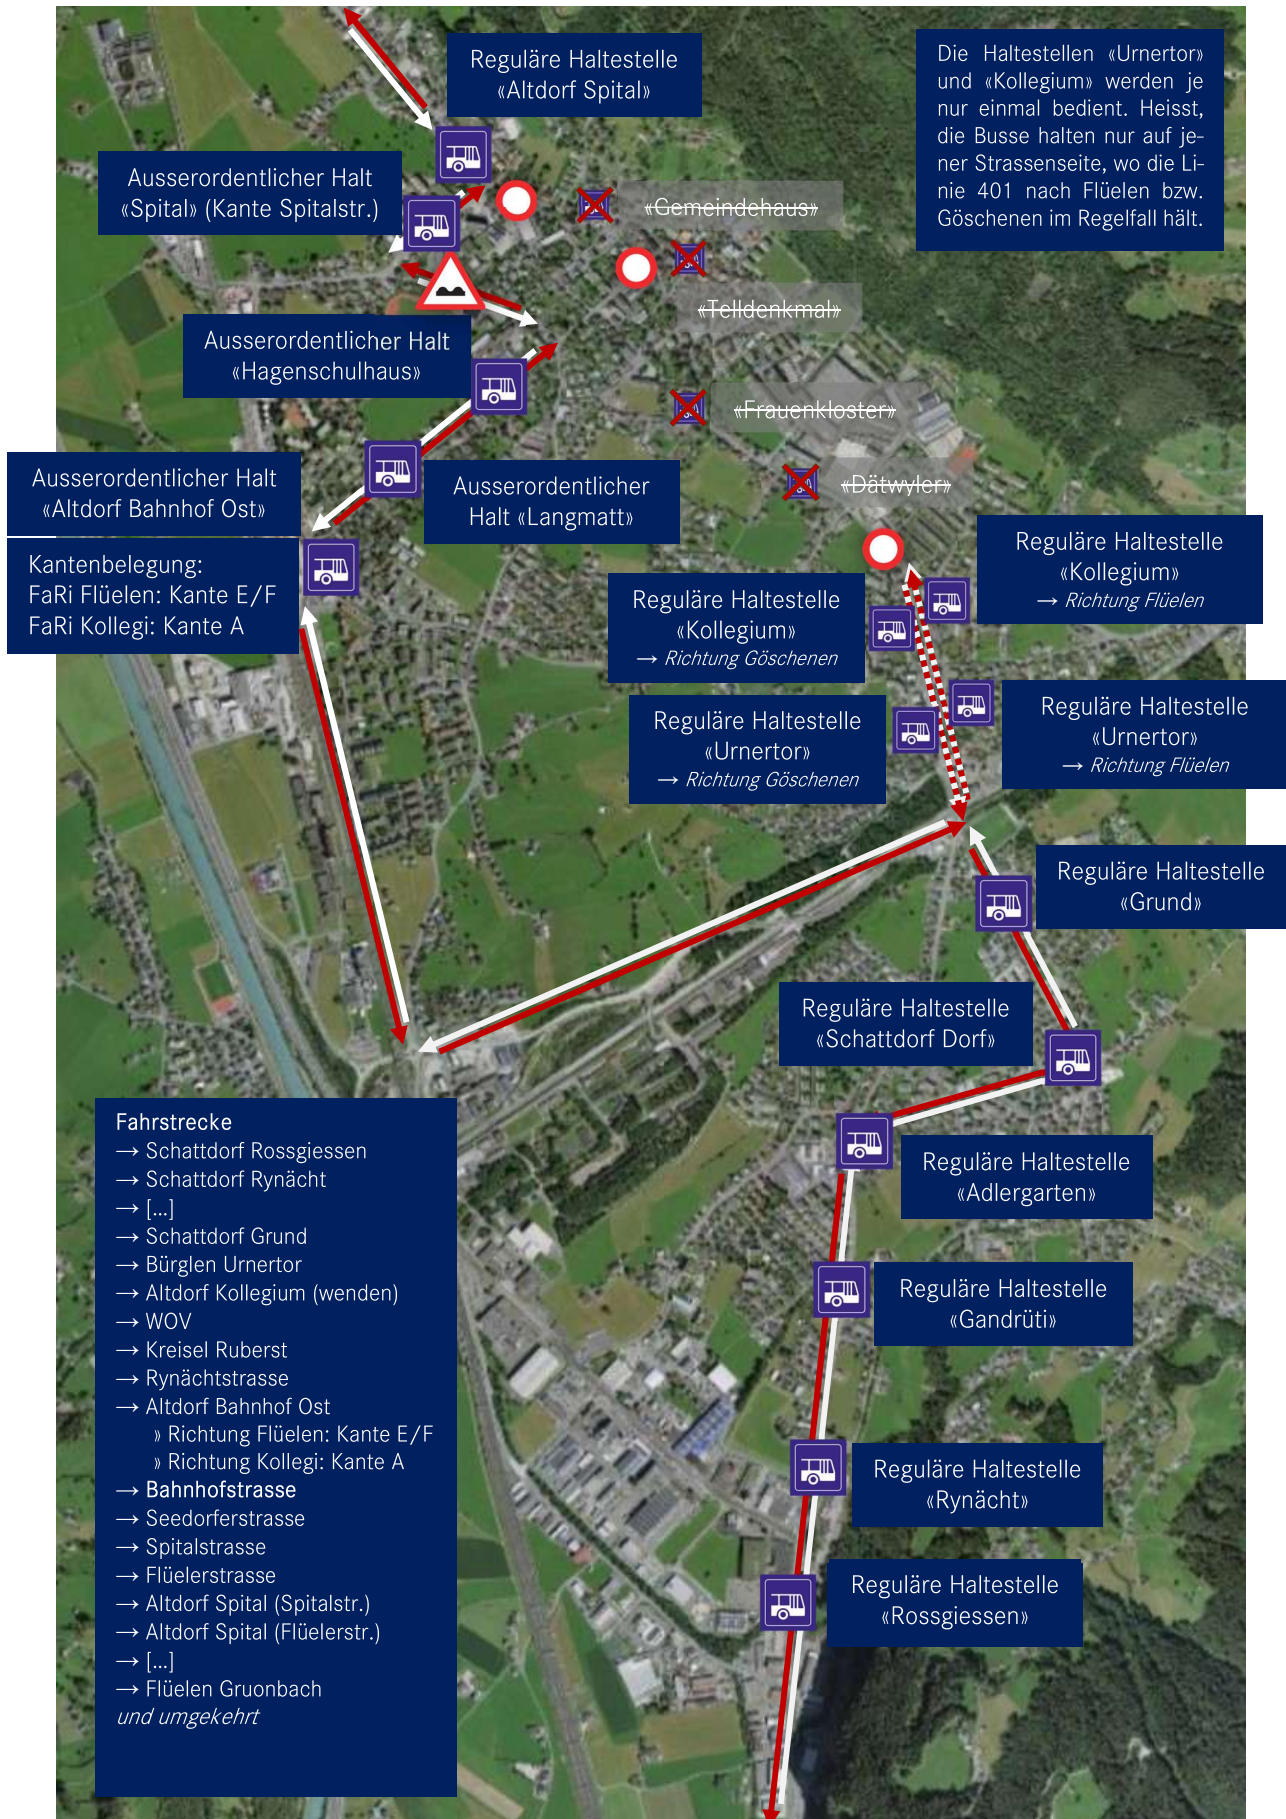 Reguläre Haltestelle
«Altdorf Spital»
Die Haltestellen «Urnertor»
und «Kollegium» werden je
nur einmal bedient. Heisst,
die Busse halten nur auf je-
ner Strassenseite, wo die Li-
nie 401 nach Flüelen bzw.
Göschenen im Regelfall hält.
Ausserordentlicher Halt
«Spital» (Kante Spitalstr.)
«Gemeindehaus»
«Telldenkmal»
Ausserordentlicher Halt
«Hagenschulhaus»
«Frauenkloster»
Ausserordentlicher Halt
«Altdorf Bahnhof Ost»
Ausserordentlicher
Halt «Langmatt»
«Dätwyler»
Kantenbelegung:
FaRi Flüelen: Kante E/F
FaRi Kollegi: Kante A
Reguläre Haltestelle
«Kollegium»
→ Richtung Flüelen
Reguläre Haltestelle
«Kollegium»
→ Richtung Göschenen
Reguläre Haltestelle
«Urnertor»
→ Richtung Flüelen
Reguläre Haltestelle
«Urnertor»
→ Richtung Göschenen
Reguläre Haltestelle
«Grund»
Reguläre Haltestelle
«Schattdorf Dorf»
Reguläre Haltestelle
«Adlergarten»
Reguläre Haltestelle
«Gandrüti»
Reguläre Haltestelle
«Rynächt»
Reguläre Haltestelle
«Rossgiessen»
Fahrstrecke
→ Schattdorf Rossgiessen
→ Schattdorf Rynächt
→ [...]
→ Schattdorf Grund
→ Bürglen Urnertor
→ Altdorf Kollegium (wenden)
→ WOV
→ Kreisel Ruberst
→ Rynächtstrasse
→ Altdorf Bahnhof Ost
» Richtung Flüelen: Kante E/F
» Richtung Kollegi: Kante A
→ Bahnhofstrasse
→ Seedorferstrasse
→ Spitalstrasse
→ Flüelerstrasse
→ Altdorf Spital (Spitalstr.)
→ Altdorf Spital (Flüelerstr.)
→ [...]
→ Flüelen Gruonbach
und umgekehrt